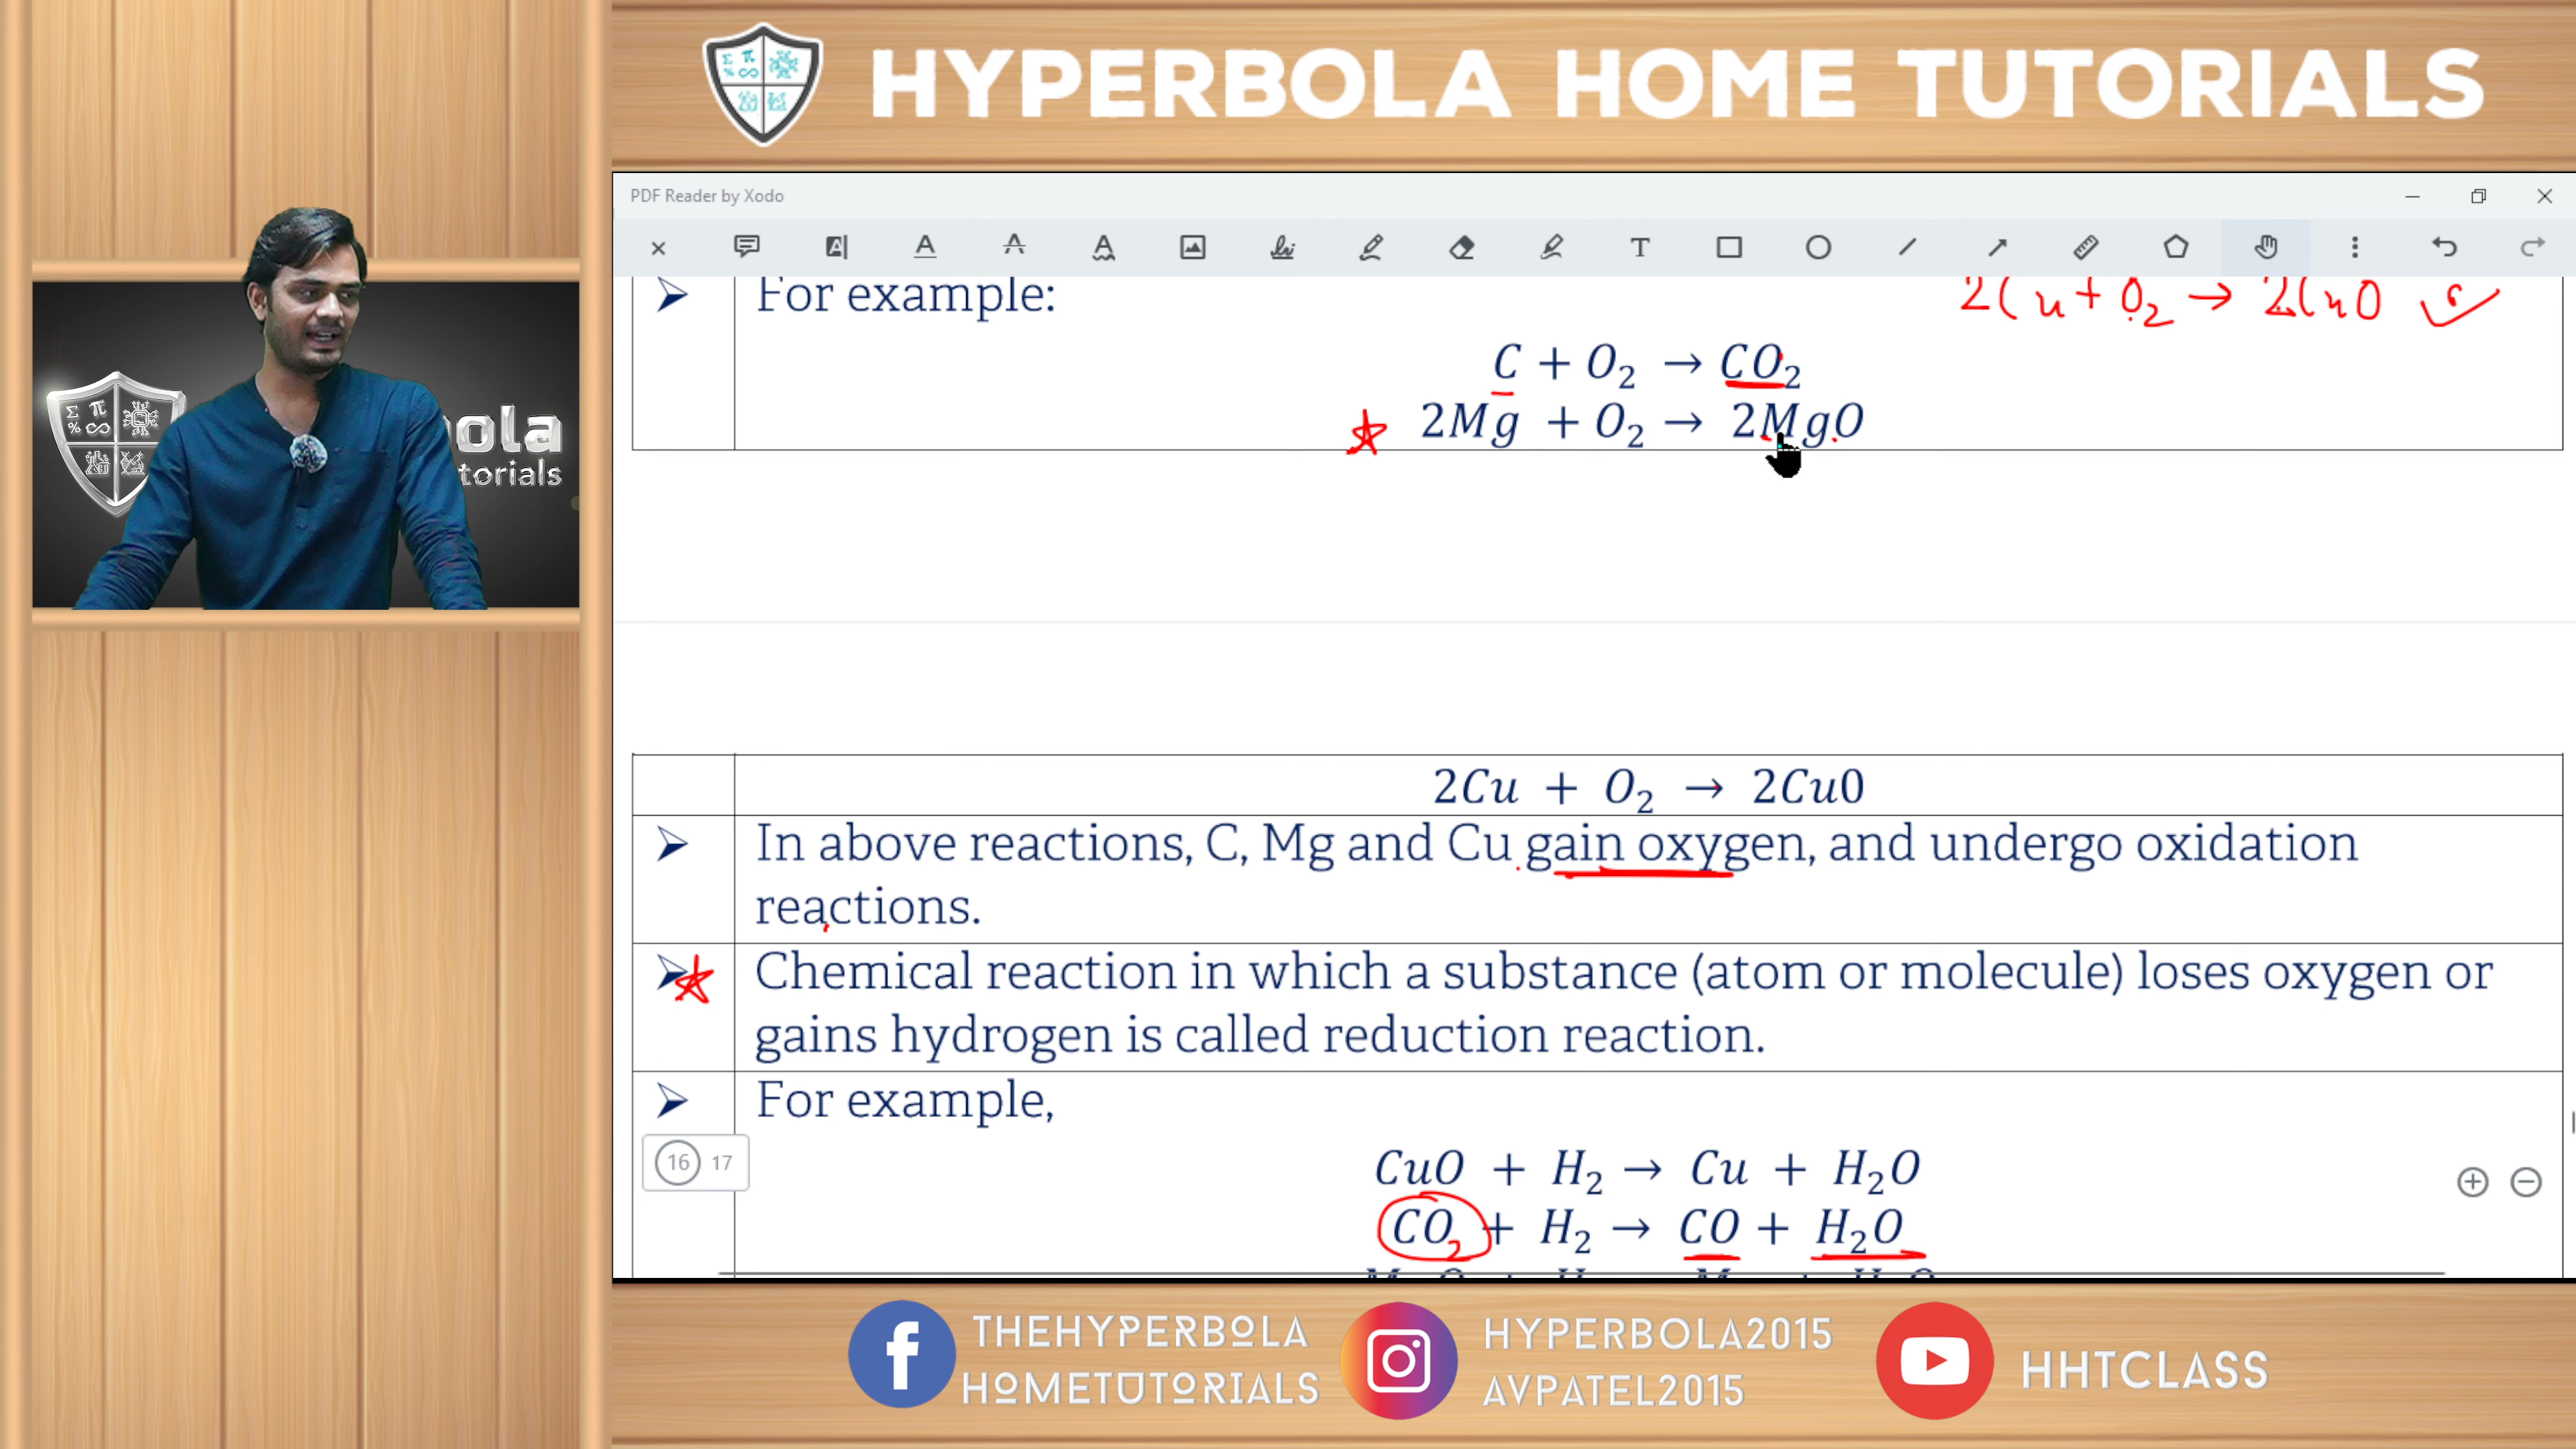 HYPERBOLA HOME TUTORIALS
PDF Reader by Xodo
For example:
2Cu + O2 → 2CuO
C + O₂ → CO₂
2Mg + O₂ → 2MgO
ola
torials
2Cu + O₂ → 2Cu0
In above reactions, C, Mg and Cu gain oxygen, and undergo oxidation
reactions.
Chemical reaction in which a substance (atom or molecule) loses oxygen or
gains hydrogen is called reduction reaction.
For example,
16 17
CuO + H₂ → Cu + H₂O
CO2 + H₂ → CO + H₂O
THEHYPERBOLA
HOMETUTORIALS
HYPERBOLA2015
AVPATEL2015
HHTCLASS